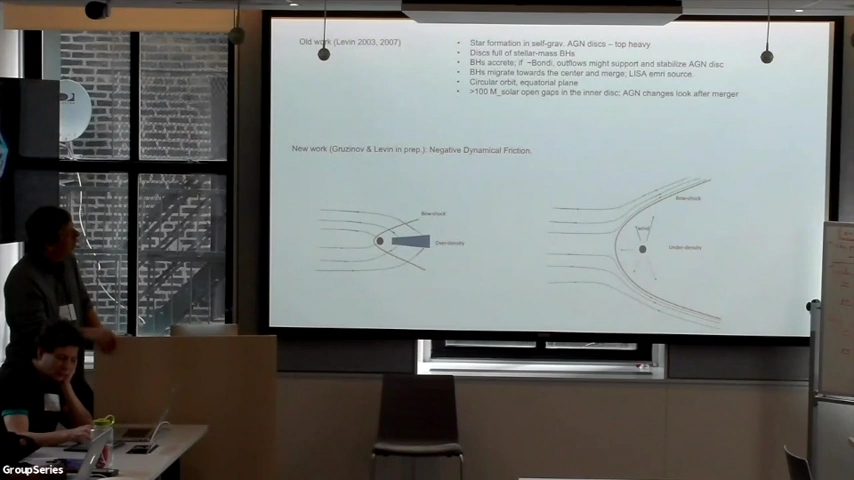 Old work (Levin 2003, 2007)
• Star formation in self-grav. AGN discs – top heavy
• Discs full of stellar-mass BHs
• BHs accrete; if ~Bondi, outflows might support and stabilize AGN disc
• BHs migrate towards the center and merge; LISA emri source.
• Circular orbit, equatorial plane
• >100 M_solar open gaps in the inner disc; AGN changes look after merger
New work (Gruzinov & Levin in prep.): Negative Dynamical Friction.
Bow-shock
Over-density
Bow-shock
Under-density
GroupSeries